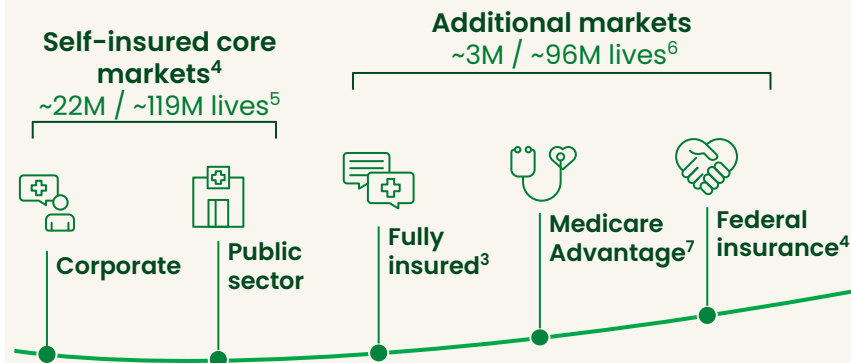 Self-insured core
markets⁴
~22M / ~119M lives⁵
Additional markets
~3M / ~96M lives⁶
Corporate
Public
sector
Fully
insured³
Medicare
Advantage⁷
Federal
insurance⁴